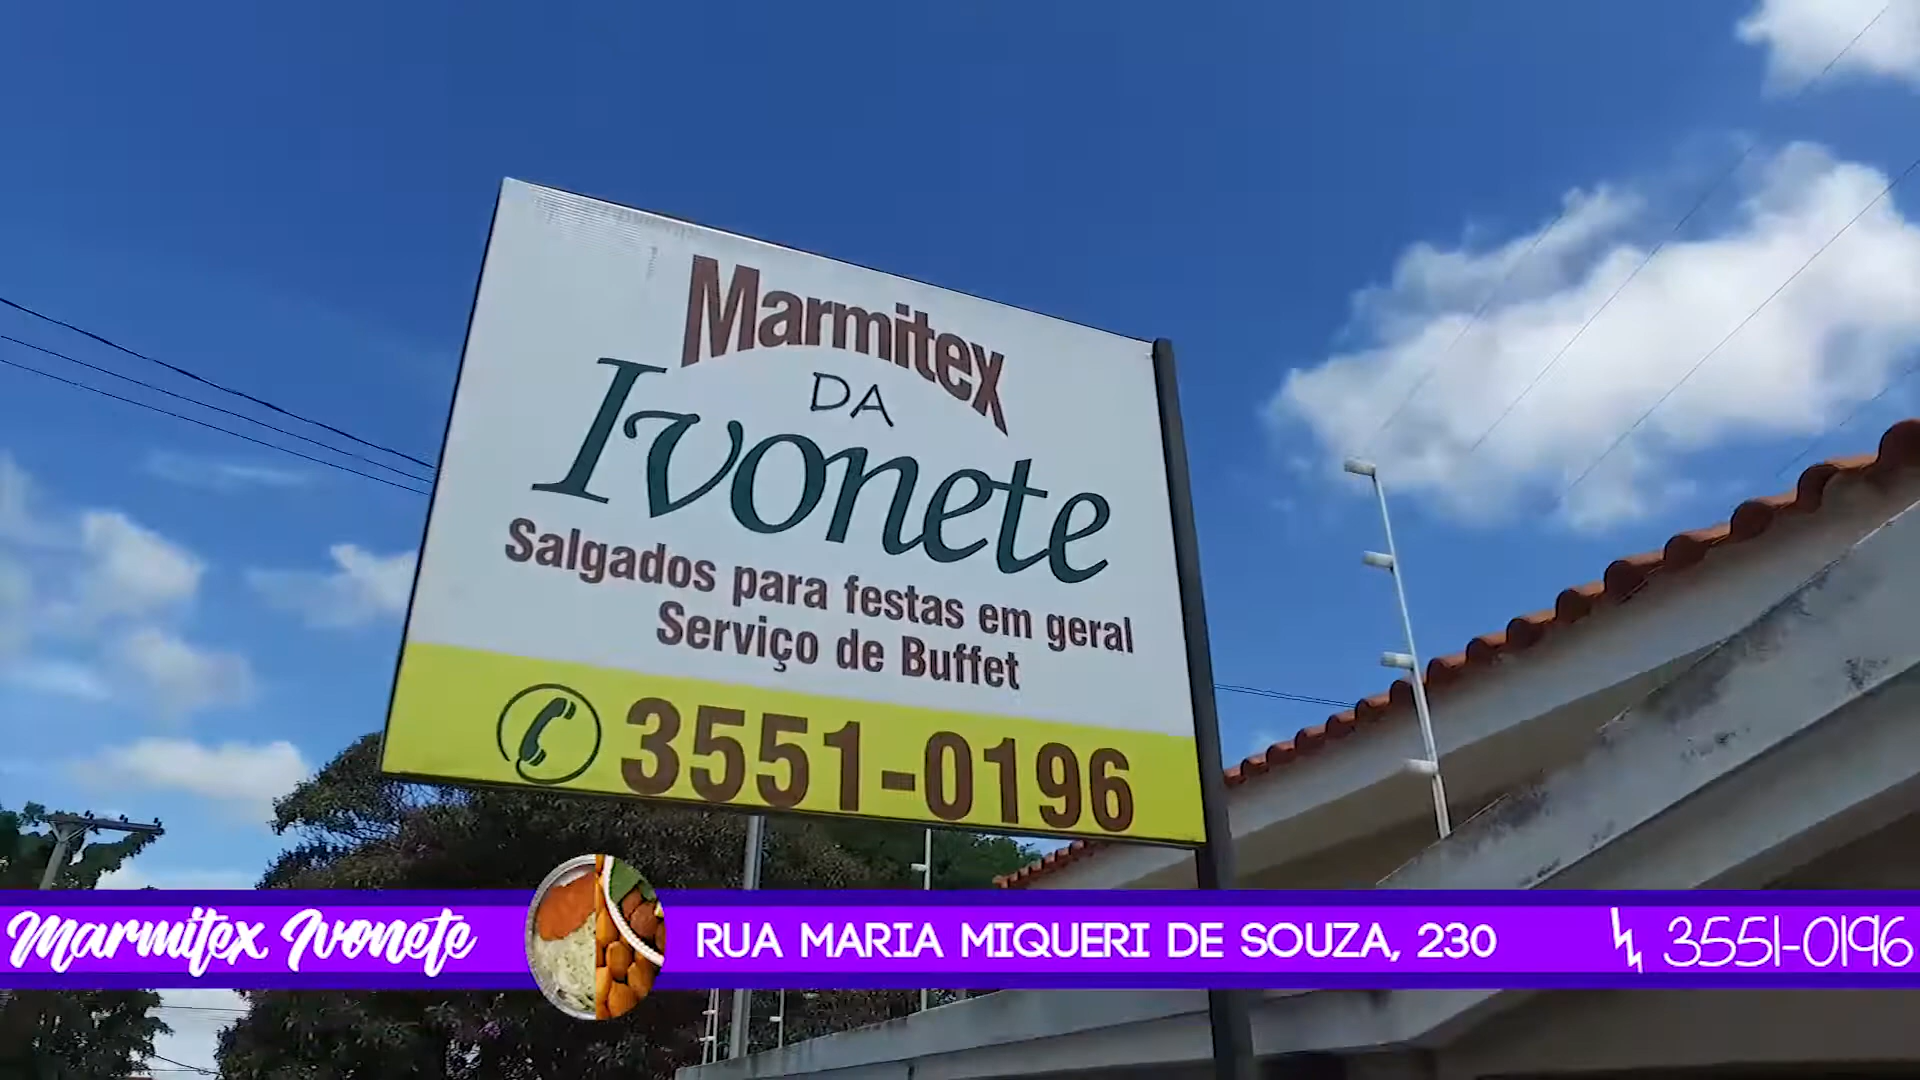 Marmitex
DA
Ivonete
Salgados para festas em geral
Serviço de Buffet
3551-0196
Marmitex Ivonete
RUA MARIA MIQUERI DE SOUZA, 230
3551-0196